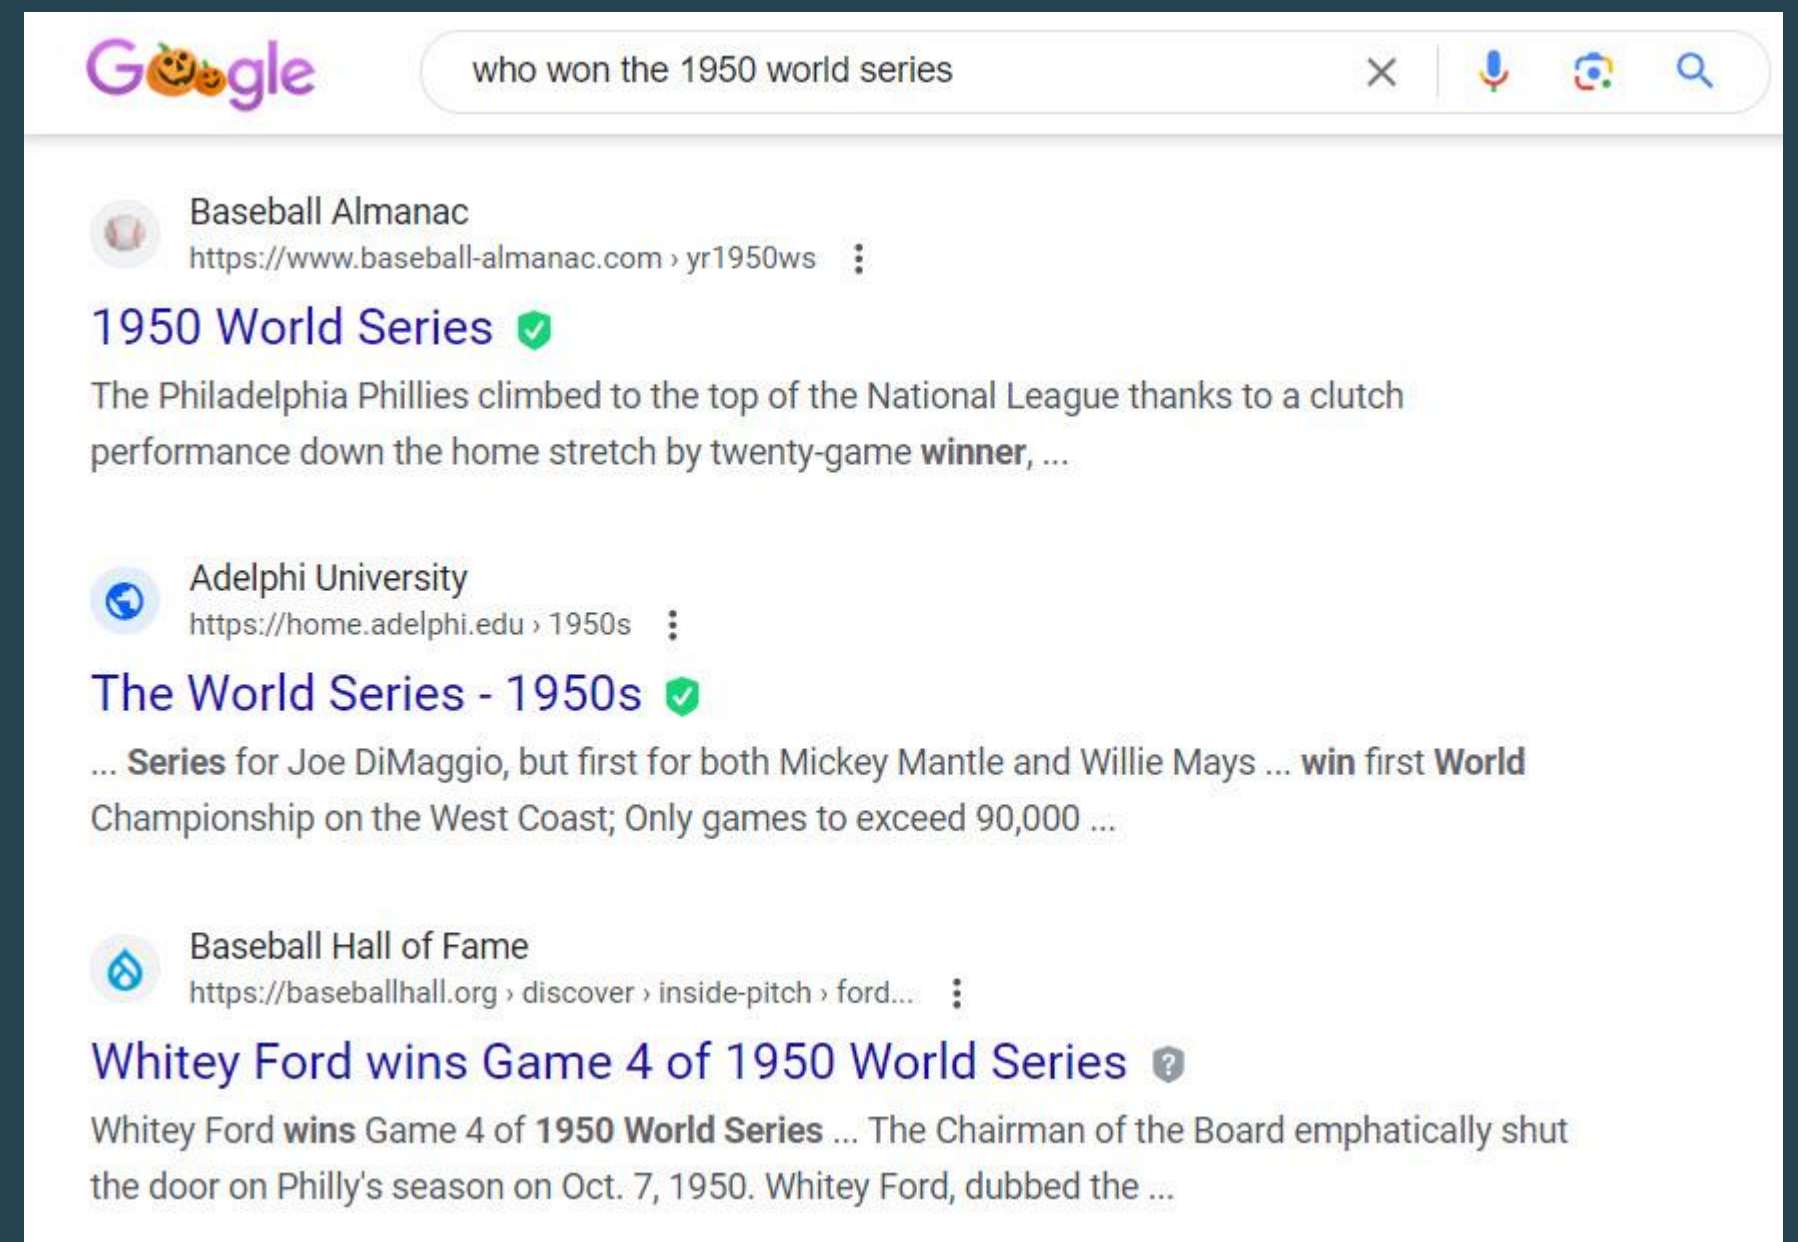 Google
who won the 1950 world series
Baseball Almanac
https://www.baseball-almanac.com › yr1950ws
1950 World Series
The Philadelphia Phillies climbed to the top of the National League thanks to a clutch
performance down the home stretch by twenty-game winner, ...
Adelphi University
https://home.adelphi.edu › 1950s
The World Series - 1950s
... Series for Joe DiMaggio, but first for both Mickey Mantle and Willie Mays ... win first World
Championship on the West Coast; Only games to exceed 90,000 ...
Baseball Hall of Fame
https://baseballhall.org › discover › inside-pitch › ford...
Whitey Ford wins Game 4 of 1950 World Series
Whitey Ford wins Game 4 of 1950 World Series ... The Chairman of the Board emphatically shut
the door on Philly's season on Oct. 7, 1950. Whitey Ford, dubbed the ...